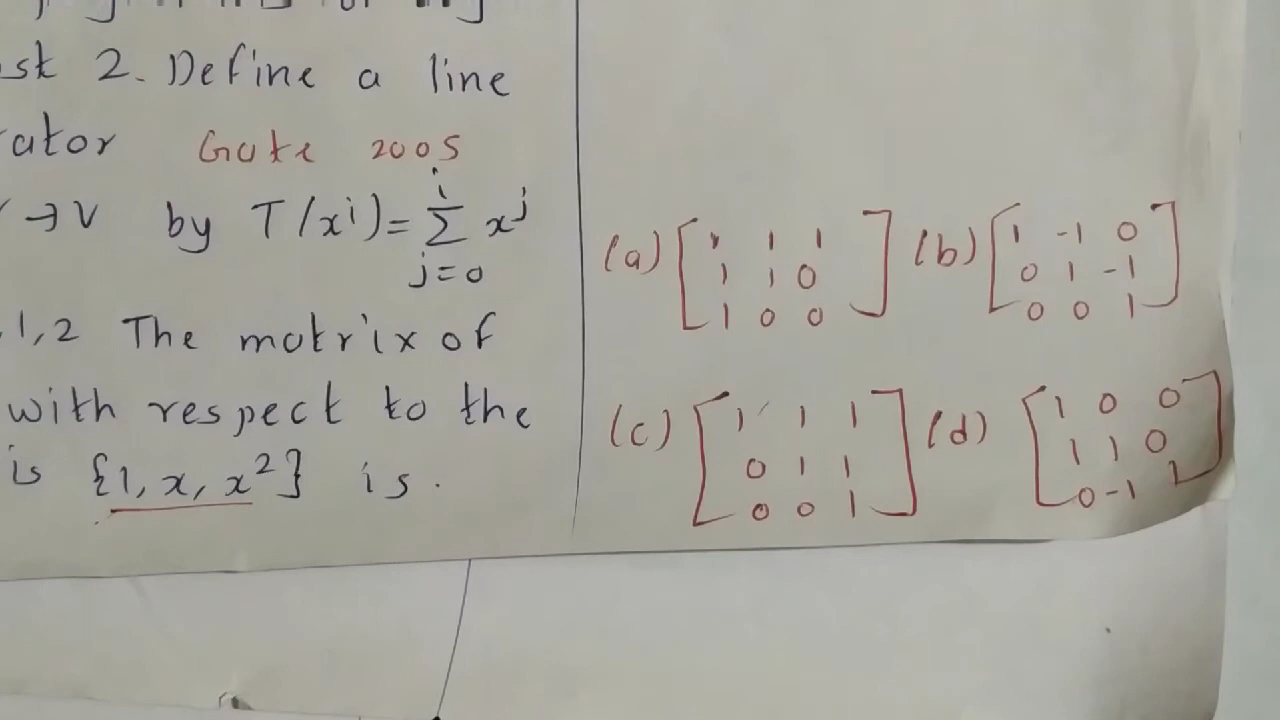 st 2. Define a line
ator Gate 2005
→ V by T(xⁱ) = Σ xʲ
i
j=0
1,2 The matrix of
with respect to the
is {1, x, x²} is.
(a) [1 1 1
1 1 0
1 0 0]
(b) [1 -1 0
0 1 -1
0 0 1]
(c) [1 1 1
0 1 1
0 0 1]
(d) [1 0 0
1 1 0
0 -1 1]